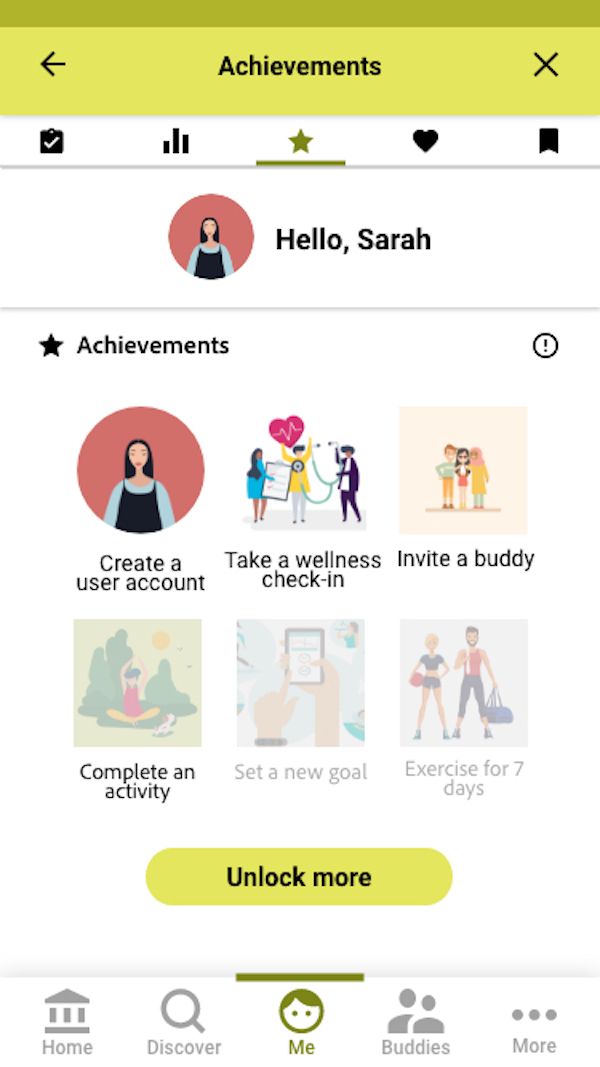 Achievements
Hello, Sarah
Achievements
Create a
user account
Take a wellness
check-in
Invite a buddy
Complete an
activity
Set a new goal
Exercise for 7
days
Unlock more
Home
Discover
Me
Buddies
More